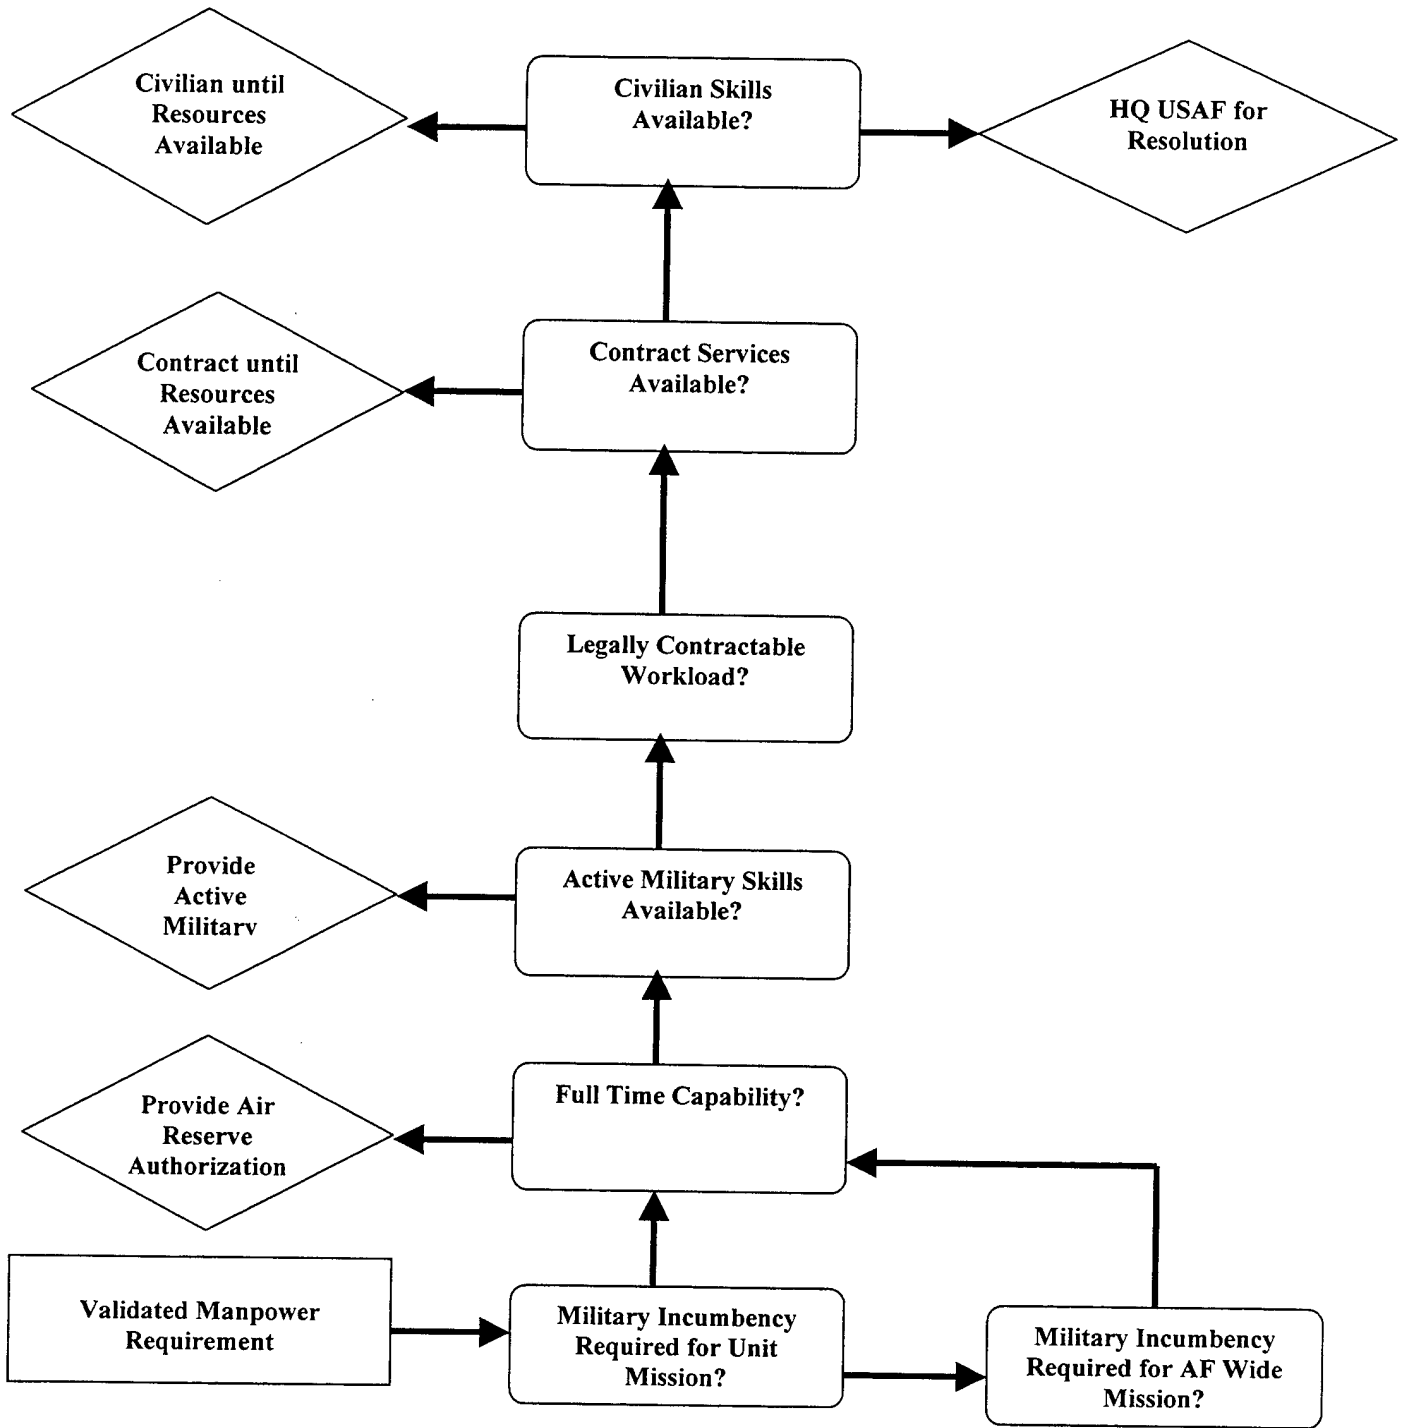 Civilian until
Resources
Available
Civilian Skills
Available?
HQ USAF for
Resolution
Contract until
Resources
Available
Contract Services
Available?
Legally Contractable
Workload?
Provide
Active
Military
Active Military Skills
Available?
Provide Air
Reserve
Authorization
Full Time Capability?
Validated Manpower
Requirement
Military Incumbency
Required for Unit
Mission?
Military Incumbency
Required for AF Wide
Mission?